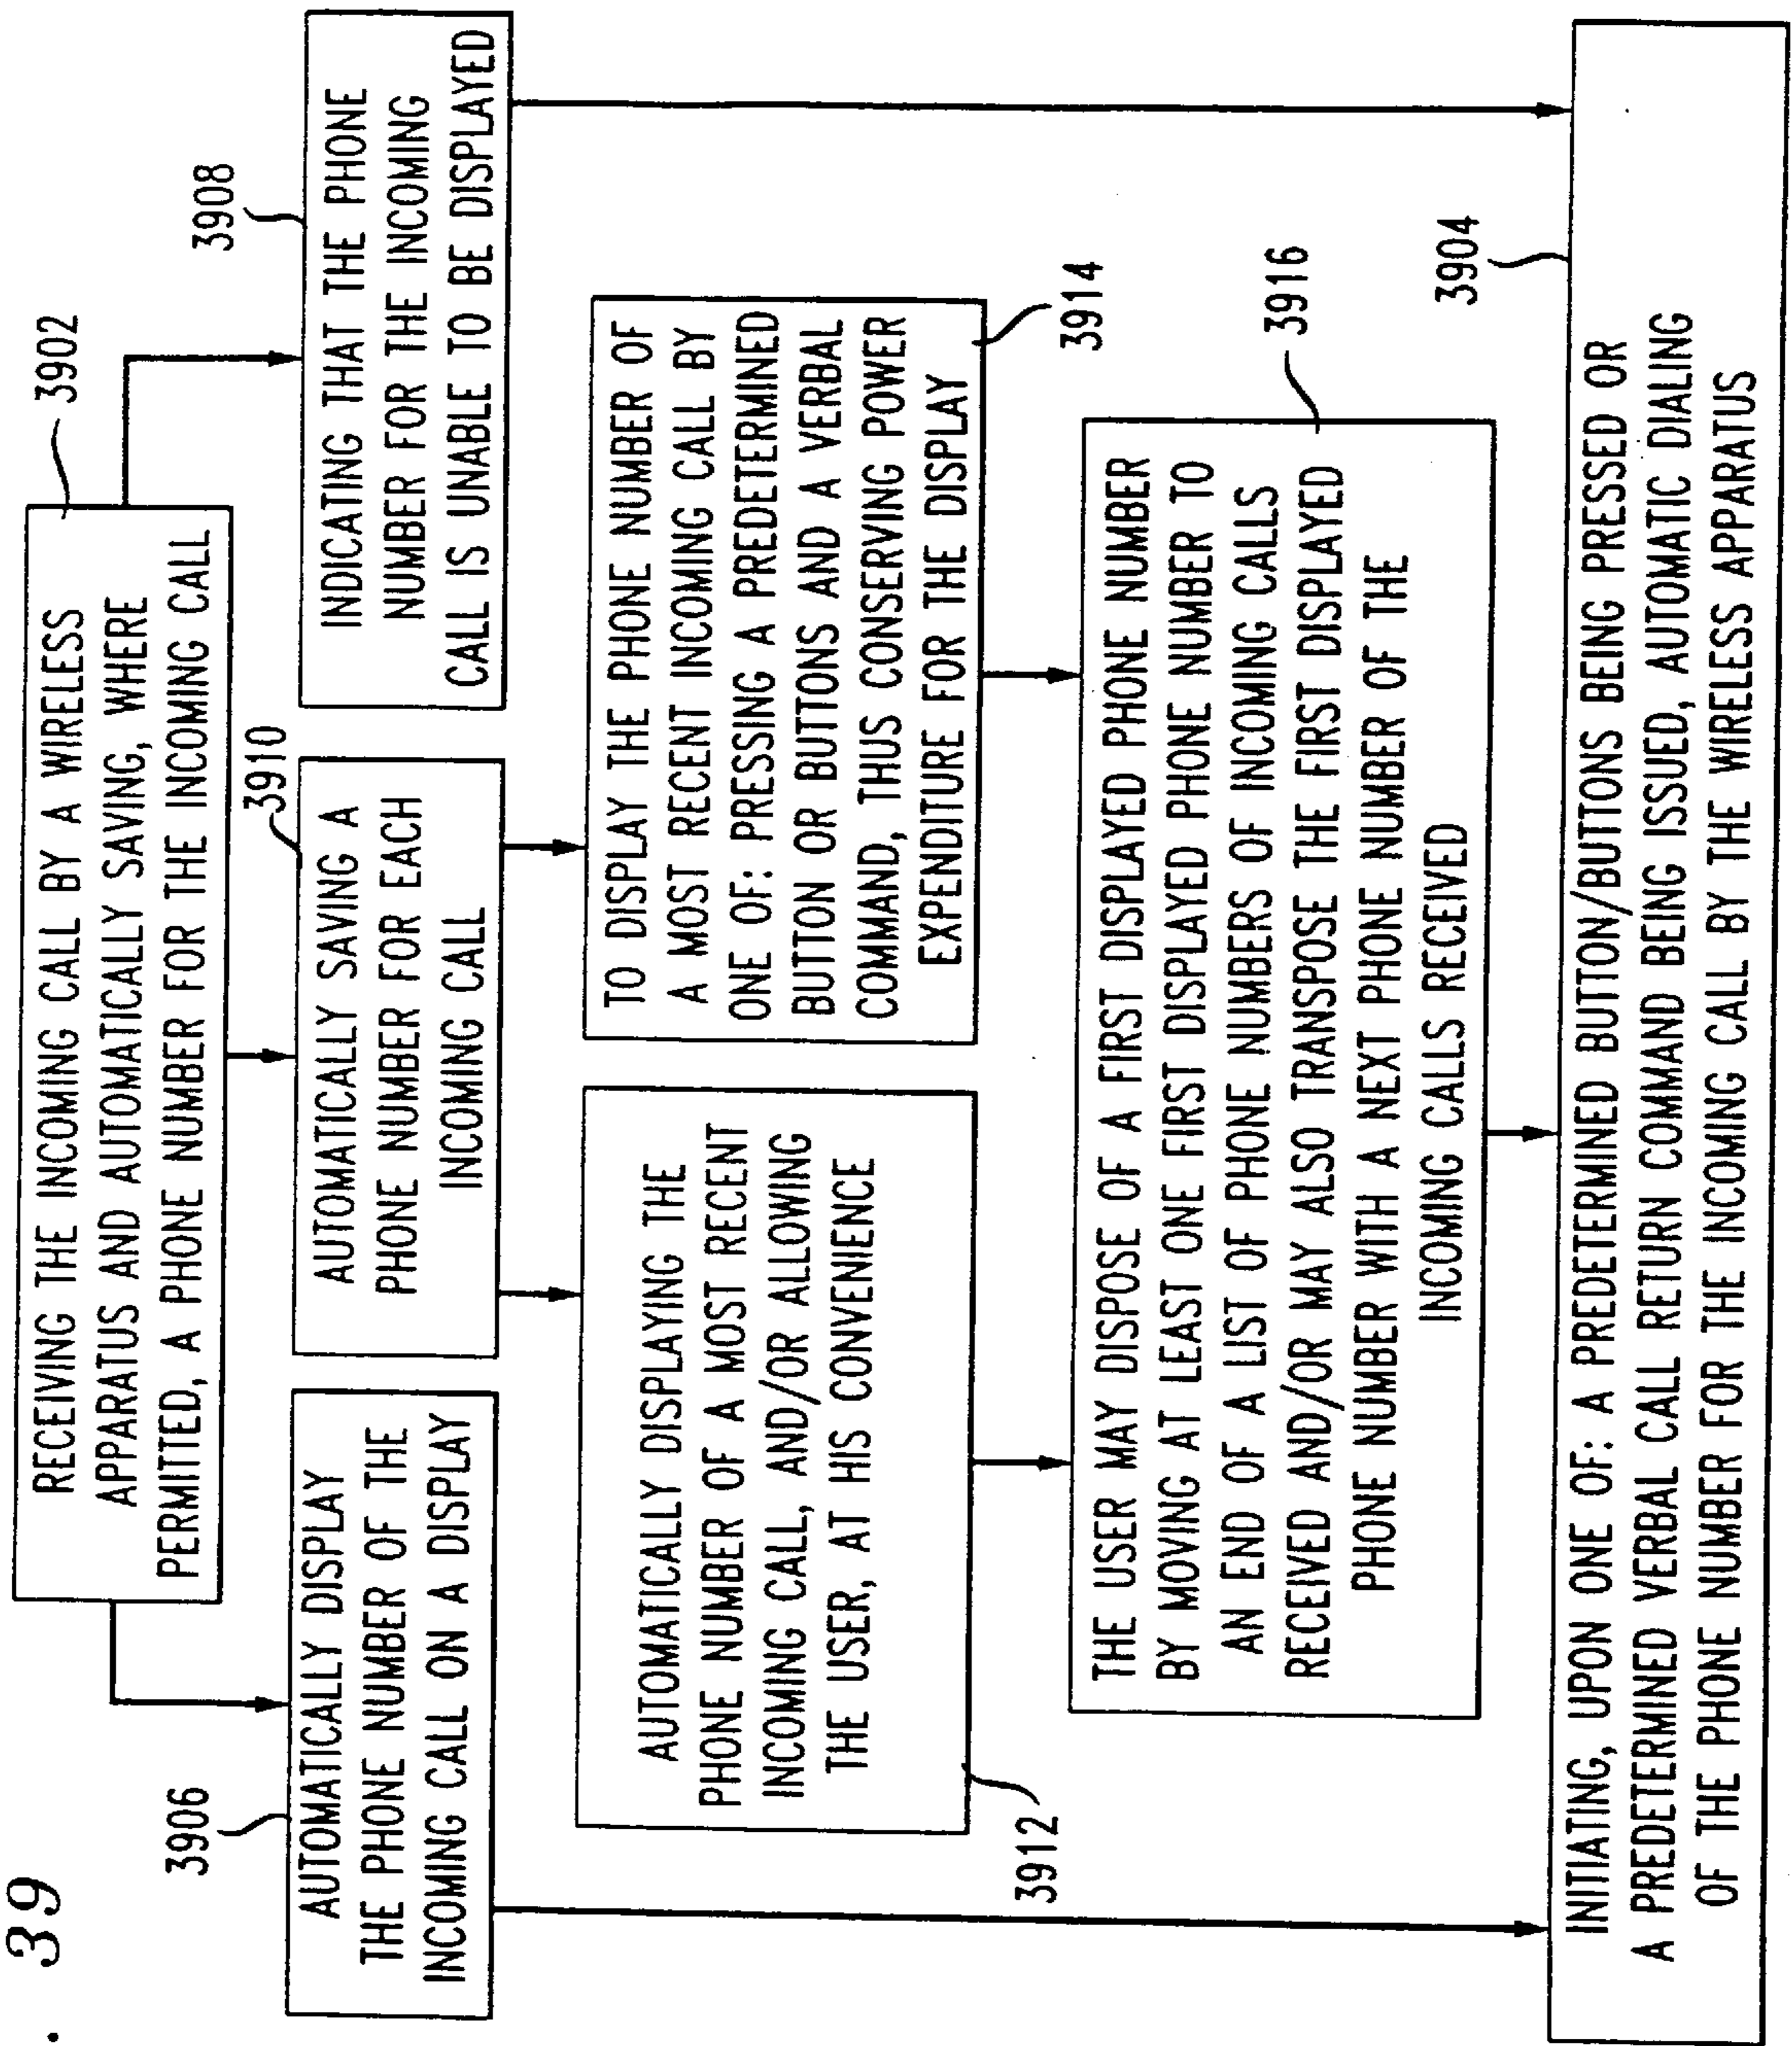 . 39
RECEIVING THE INCOMING CALL BY A WIRELESS
APPARATUS AND AUTOMATICALLY SAVING, WHERE
PERMITTED, A PHONE NUMBER FOR THE INCOMING CALL
3902
3906
AUTOMATICALLY DISPLAY
THE PHONE NUMBER OF THE
INCOMING CALL ON A DISPLAY
3910
AUTOMATICALLY SAVING A
PHONE NUMBER FOR EACH
INCOMING CALL
3908
INDICATING THAT THE PHONE
NUMBER FOR THE INCOMING
CALL IS UNABLE TO BE DISPLAYED
AUTOMATICALLY DISPLAYING THE
PHONE NUMBER OF A MOST RECENT
INCOMING CALL, AND/OR ALLOWING
THE USER, AT HIS CONVENIENCE
3912
TO DISPLAY THE PHONE NUMBER OF
A MOST RECENT INCOMING CALL BY
ONE OF: PRESSING A PREDETERMINED
BUTTON OR BUTTONS AND A VERBAL
COMMAND, THUS CONSERVING POWER
EXPENDITURE FOR THE DISPLAY
3914
THE USER MAY DISPOSE OF A FIRST DISPLAYED PHONE NUMBER
BY MOVING AT LEAST ONE FIRST DISPLAYED PHONE NUMBER TO
AN END OF A LIST OF PHONE NUMBERS OF INCOMING CALLS
RECEIVED AND/OR MAY ALSO TRANSPOSE THE FIRST DISPLAYED
PHONE NUMBER WITH A NEXT PHONE NUMBER OF THE
INCOMING CALLS RECEIVED
3916
3904
INITIATING, UPON ONE OF: A PREDETERMINED BUTTON/BUTTONS BEING PRESSED OR
A PREDETERMINED VERBAL CALL RETURN COMMAND BEING ISSUED, AUTOMATIC DIALING
OF THE PHONE NUMBER FOR THE INCOMING CALL BY THE WIRELESS APPARATUS